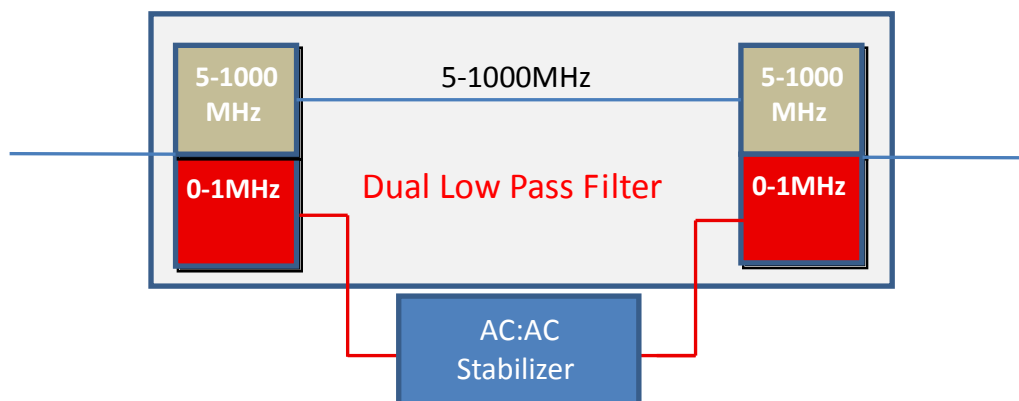 5-1000
MHz
5-1000MHz
5-1000
MHz
0-1MHz
Dual Low Pass Filter
0-1MHz
AC:AC
Stabilizer